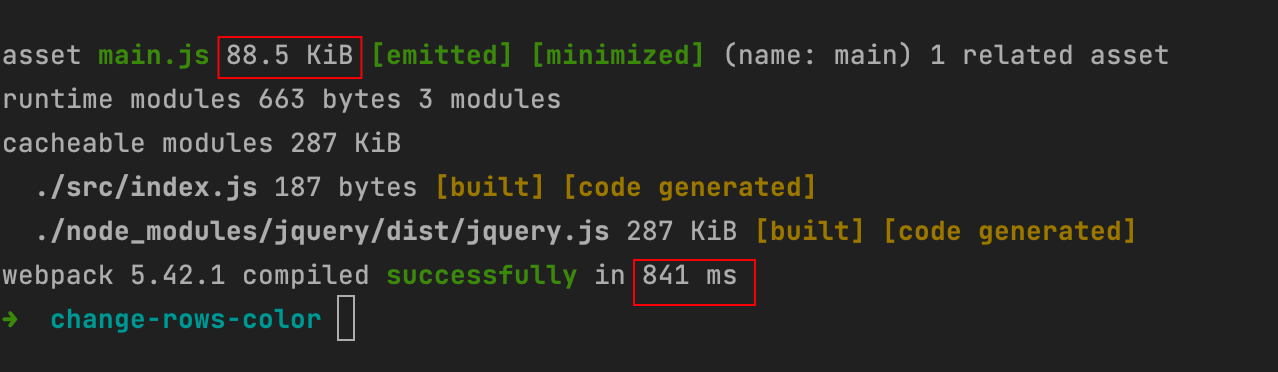 asset main.js 88.5 KiB [emitted] [minimized] (name: main) 1 related asset
runtime modules 663 bytes 3 modules
cacheable modules 287 KiB
  ./src/index.js 187 bytes [built] [code generated]
  ./node_modules/jquery/dist/jquery.js 287 KiB [built] [code generated]
webpack 5.42.1 compiled successfully in 841 ms
➜  change-rows-color